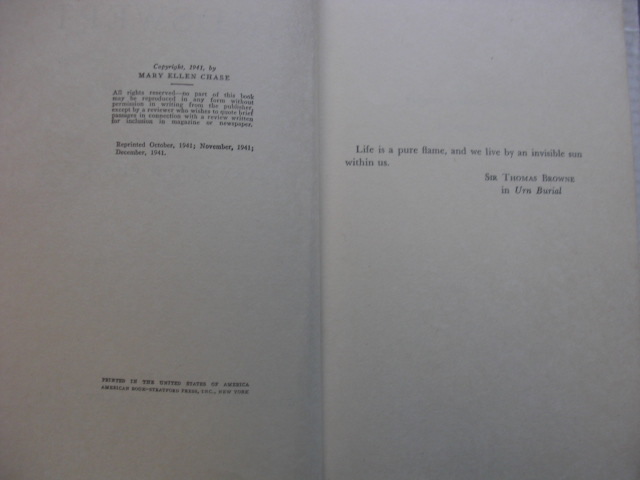 Copyright, 1941, by
MARY ELLEN CHASE
All rights reserved—no part of this book
may be reproduced in any form without
permission in writing from the publisher,
except by a reviewer who wishes to quote brief
passages in connection with a review written
for inclusion in magazine or newspaper.
Reprinted October, 1941; November, 1941;
December, 1941.
PRINTED IN THE UNITED STATES OF AMERICA
AMERICAN BOOK–STRATFORD PRESS, INC., NEW YORK
Life is a pure flame, and we live by an invisible sun
within us.
SIR THOMAS BROWNE
in Urn Burial